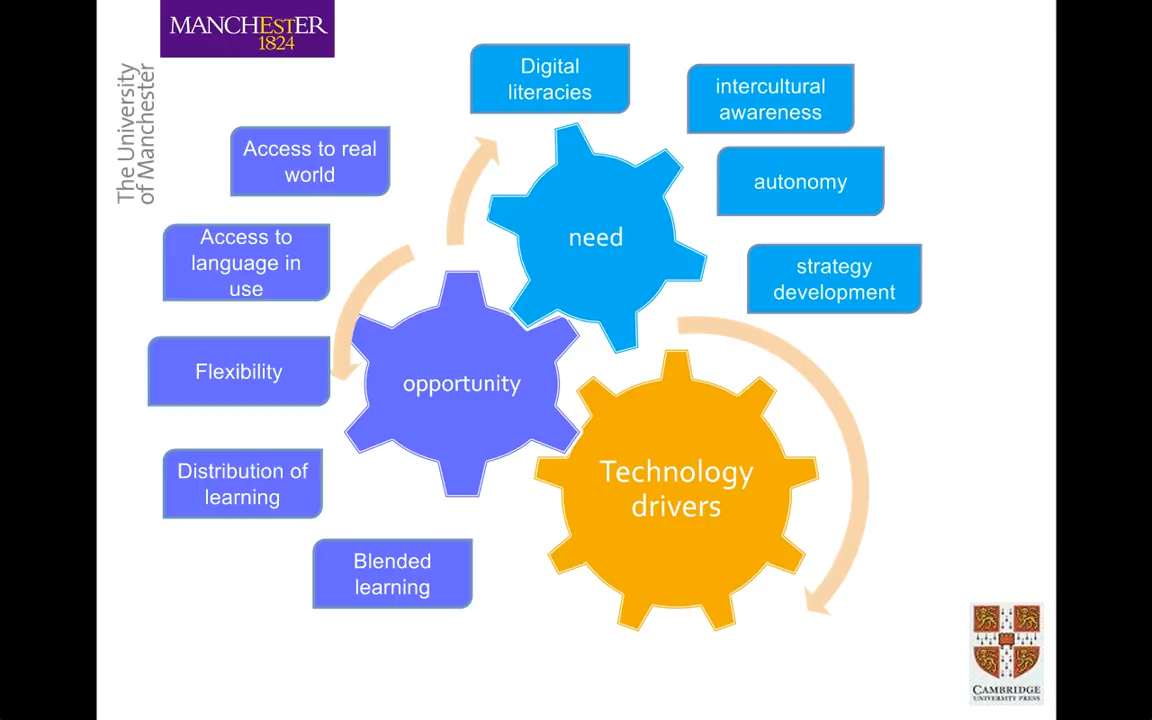 MANCHESTER
1824
The University
of Manchester
Digital
literacies
intercultural
awareness
Access to real
world
autonomy
Access to
language in
use
need
strategy
development
Flexibility
opportunity
Technology
drivers
Distribution of
learning
Blended
learning
CAMBRIDGE
UNIVERSITY PRESS